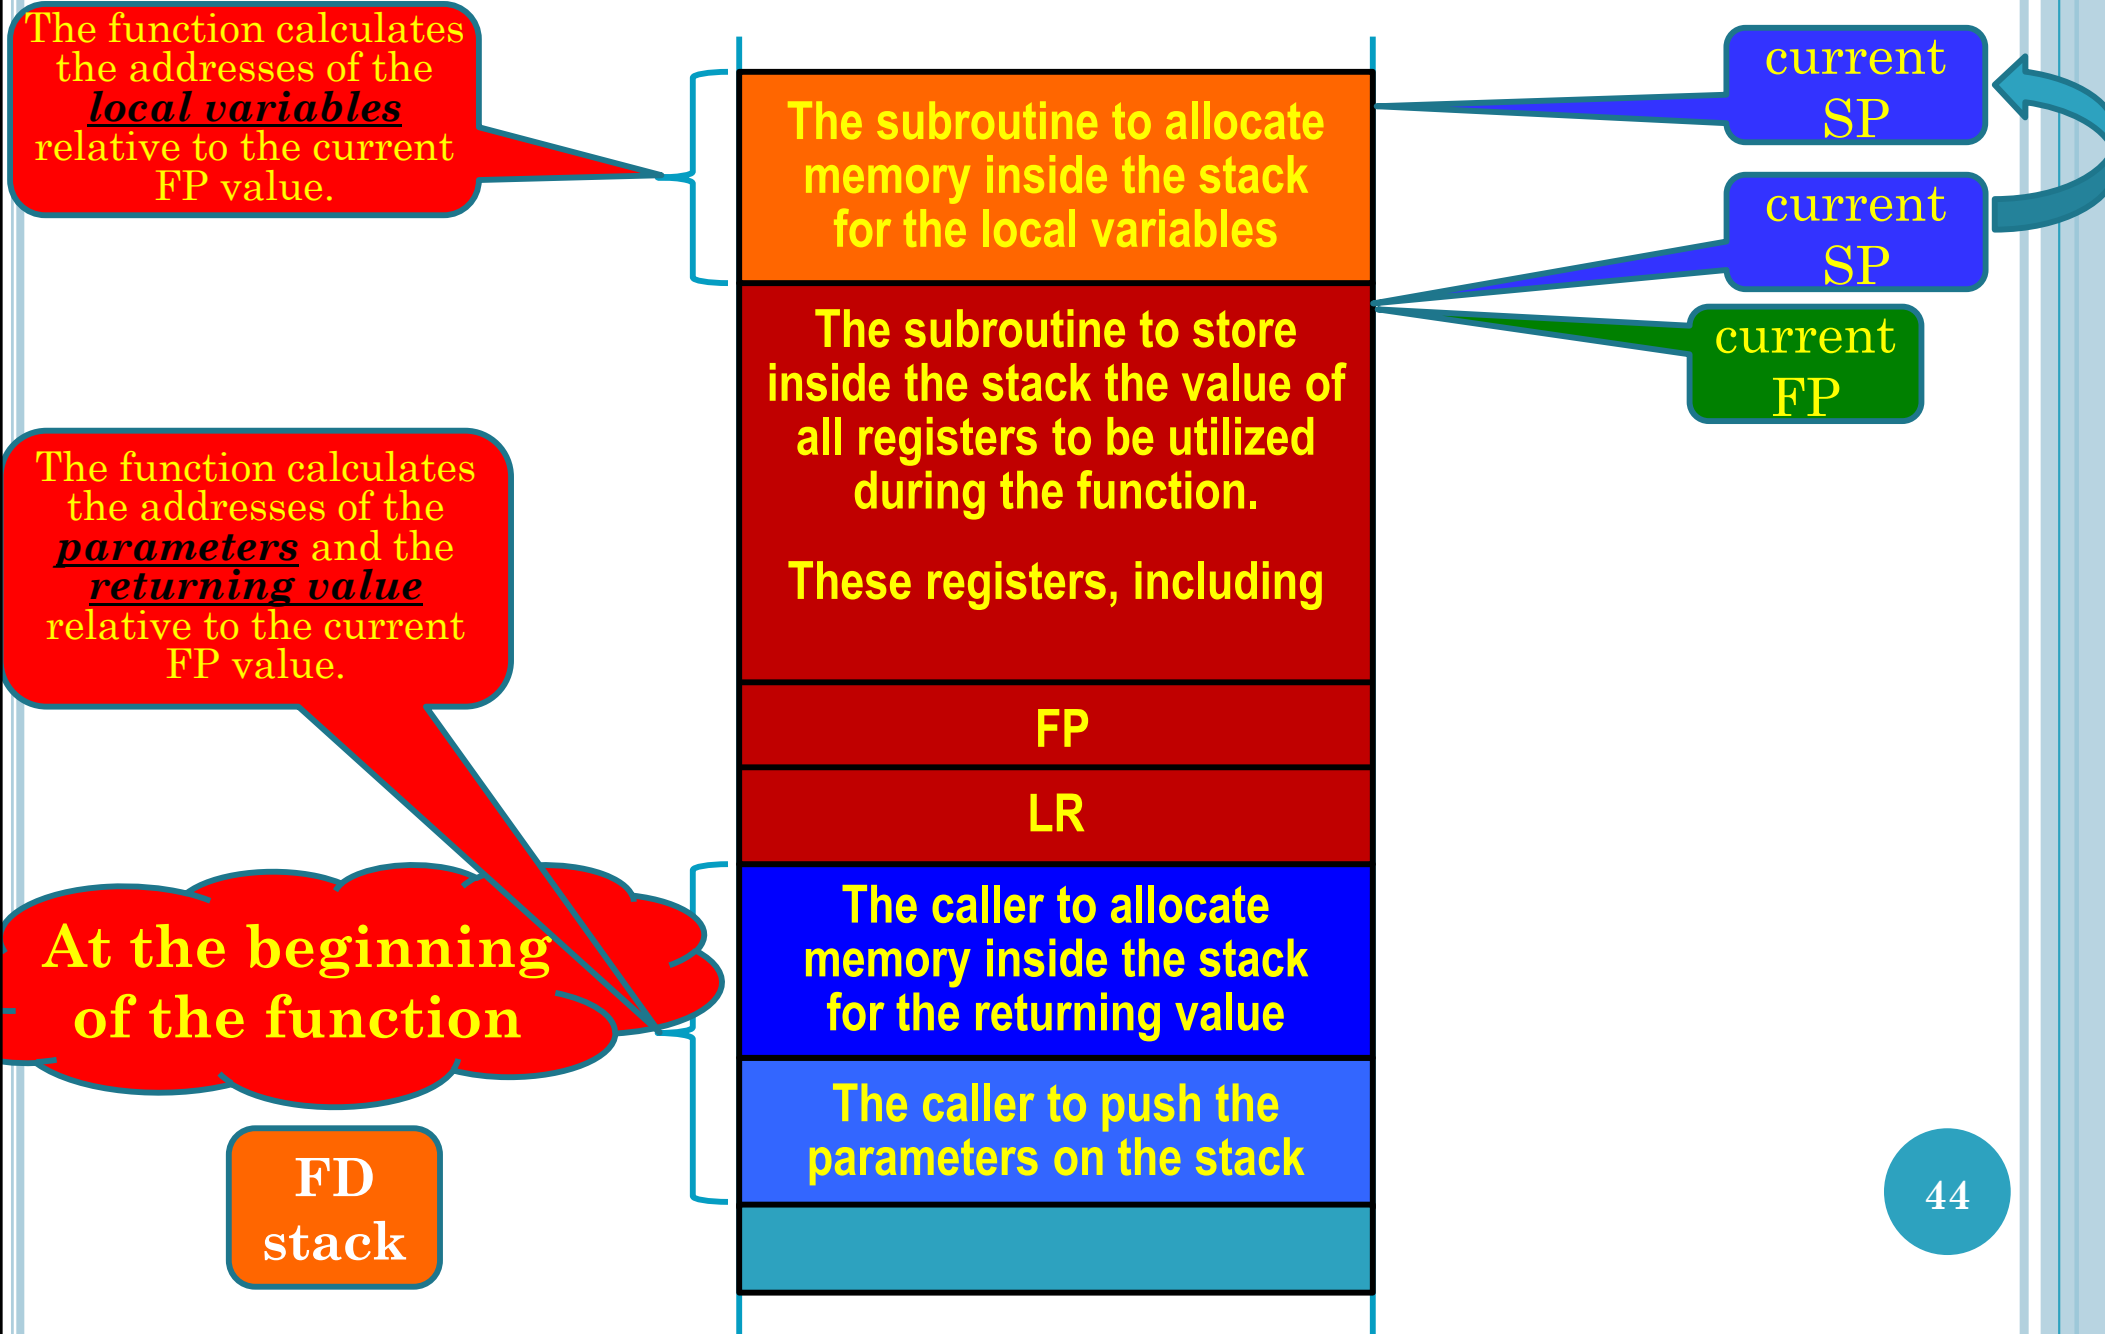 The function calculates
the addresses of the
local variables
relative to the current
FP value.
The subroutine to allocate
memory inside the stack
for the local variables
current
SP
current
SP
current
FP
The subroutine to store
inside the stack the value of
all registers to be utilized
during the function.
These registers, including
The function calculates
the addresses of the
parameters and the
returning value
relative to the current
FP value.
FP
LR
At the beginning
of the function
The caller to allocate
memory inside the stack
for the returning value
The caller to push the
parameters on the stack
FD
stack
44